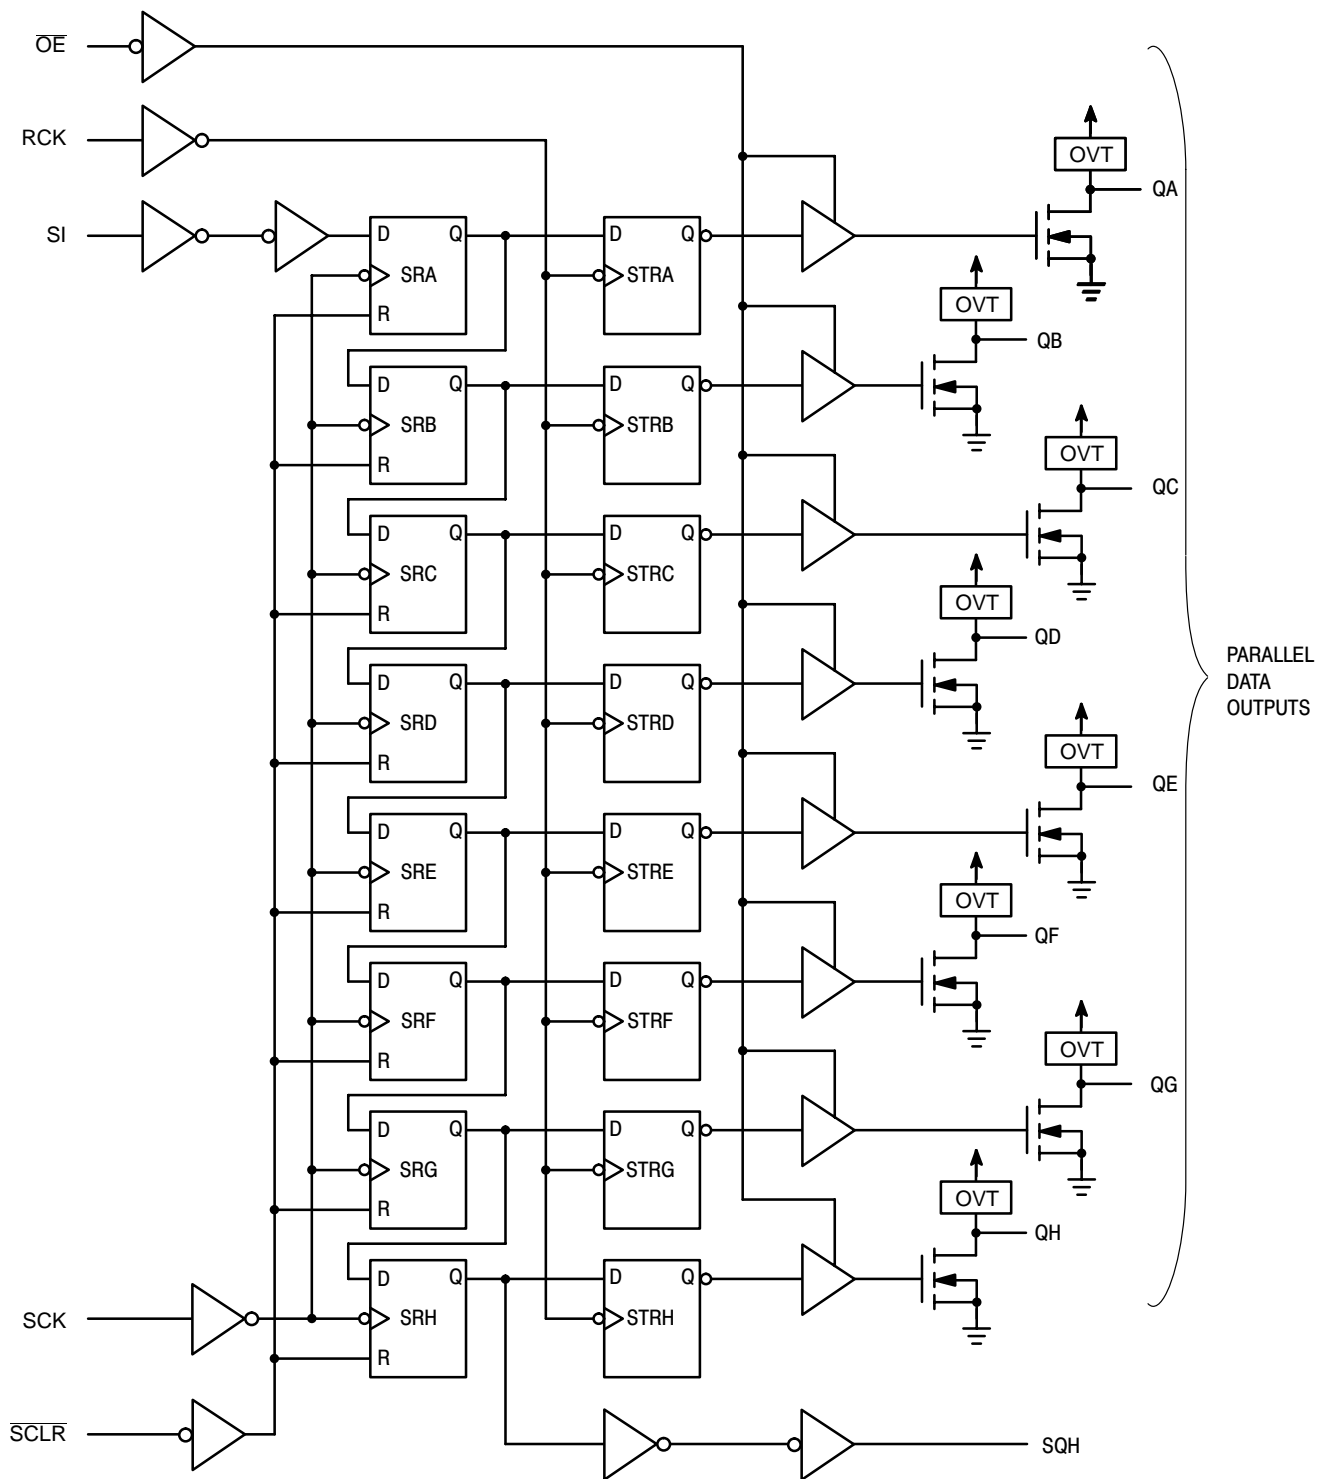 OE
RCK
OVT
QA
SI
D Q
SRA
R
D Q
STRA
OVT
QB
D Q
SRB
R
D Q
STRB
OVT
QC
D Q
SRC
R
D Q
STRC
OVT
QD
D Q
SRD
R
D Q
STRD
PARALLEL
DATA
OUTPUTS
OVT
QE
D Q
SRE
R
D Q
STRE
OVT
QF
D Q
SRF
R
D Q
STRF
OVT
QG
D Q
SRG
R
D Q
STRG
OVT
QH
D Q
SRH
R
D Q
STRH
SCK
SCLR
SQH